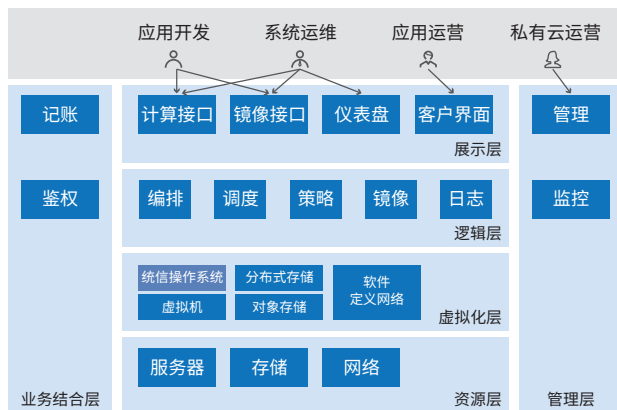 应用开发
系统运维
应用运营
私有云运营
记账
计算接口
镜像接口
仪表盘
客户界面
管理
展示层
鉴权
编排
调度
策略
镜像
日志
监控
逻辑层
统信操作系统
分布式存储
软件
定义网络
虚拟机
对象存储
虚拟化层
服务器
存储
网络
业务结合层
资源层
管理层